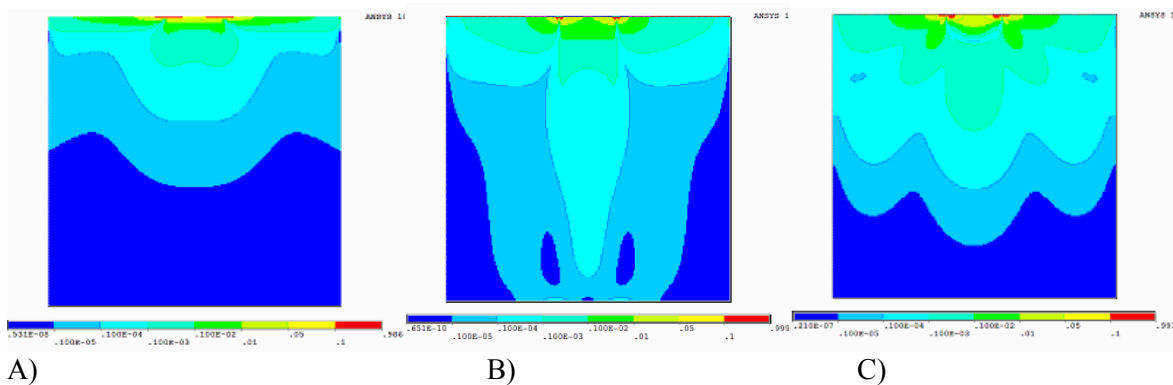 ANSYS 10
ANSYS 1
ANSYS 1
.531E-08 .100E-04 .100E-02 .05 .986
.100E-05 .100E-03 .01 .1
.651E-10 .100E-04 .100E-02 .05 .999
.100E-05 .100E-03 .01 .1
.210E-07 .100E-04 .100E-02 .05
.100E-05 .100E-03 .01 .1
A) B) C)